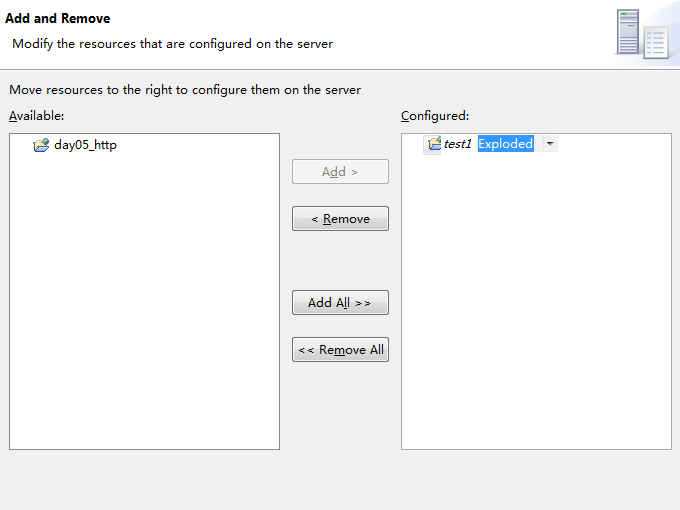 Add and Remove
Modify the resources that are configured on the server
Move resources to the right to configure them on the server
Available:
Configured:
day05_http
test1 Exploded
Add >
< Remove
Add All >>
<< Remove All